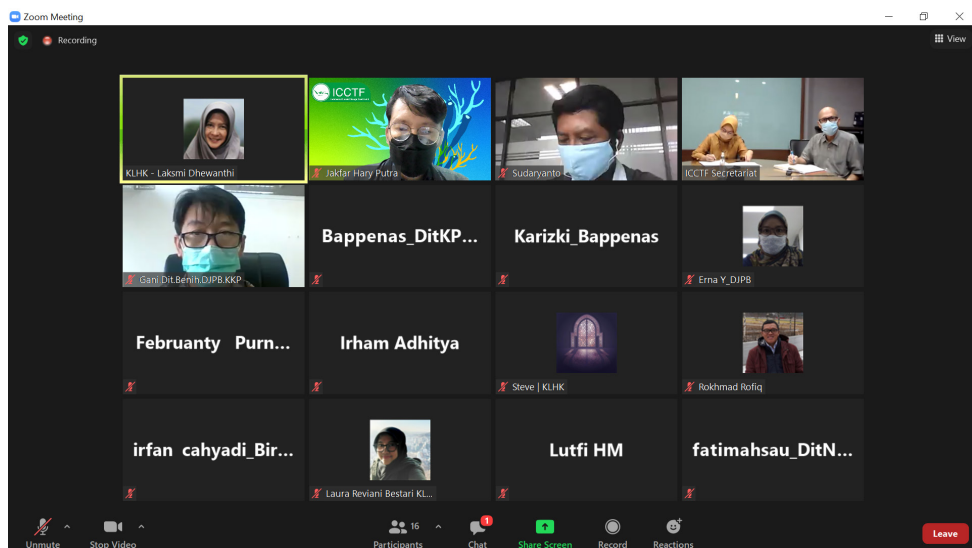 Zoom Meeting
Recording
View
KLHK - Laksmi Dhewanthi
ICCTF
Jakfar Hary Putra
Sudaryanto
ICCTF Secretariat
Gani Dit.Benih.DJPB.KKP
Bappenas_DitKP...
Karizki_Bappenas
Erna Y_DJPB
Februanty Purn...
Irham Adhitya
Steve | KLHK
Rokhmad Rofiq
irfan cahyadi_Bir...
Laura Reviani Bestari KL...
Lutfi HM
fatimahsau_DitN...
Unmute
Stop Video
16
Participants
1
Chat
Share Screen
Record
Reactions
Leave